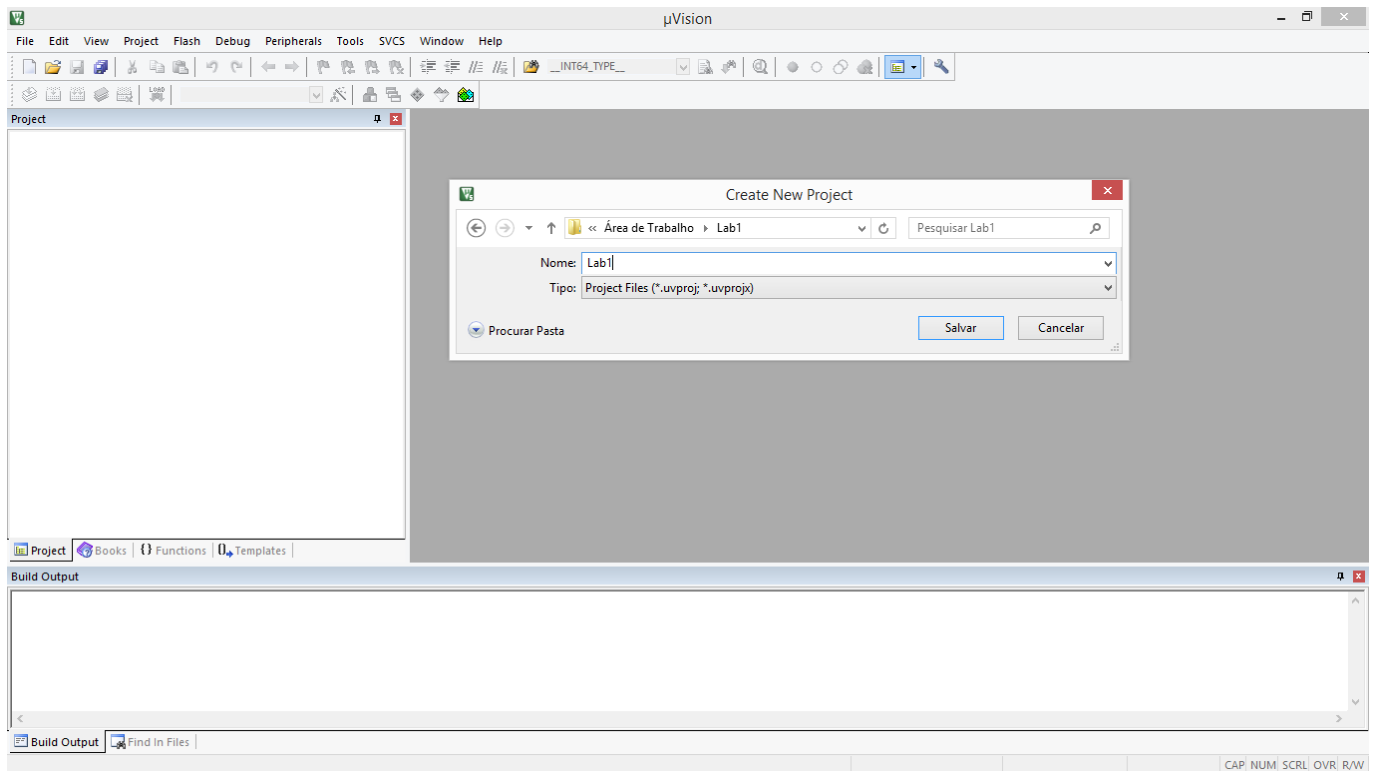 µVision
File Edit View Project Flash Debug Peripherals Tools SVCS Window Help
__INT64_TYPE__
LOAD
Project
Create New Project
« Área de Trabalho Lab1
Pesquisar Lab1
Nome: Lab1
Tipo: Project Files (*.uvproj; *.uvprojx)
Procurar Pasta
Salvar
Cancelar
Project Books {} Functions 0 Templates
Build Output
Build Output Find In Files
CAP NUM SCRL OVR R/W